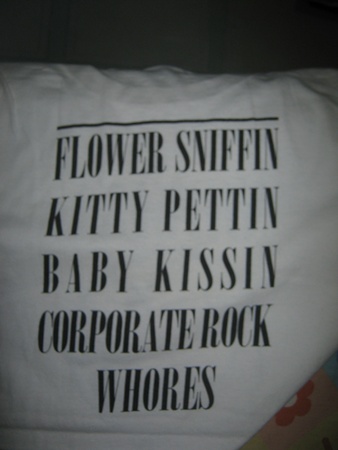 FLOWER SNIFFIN
KITTY PETTIN
BABY KISSIN
CORPORATE ROCK
WHORES